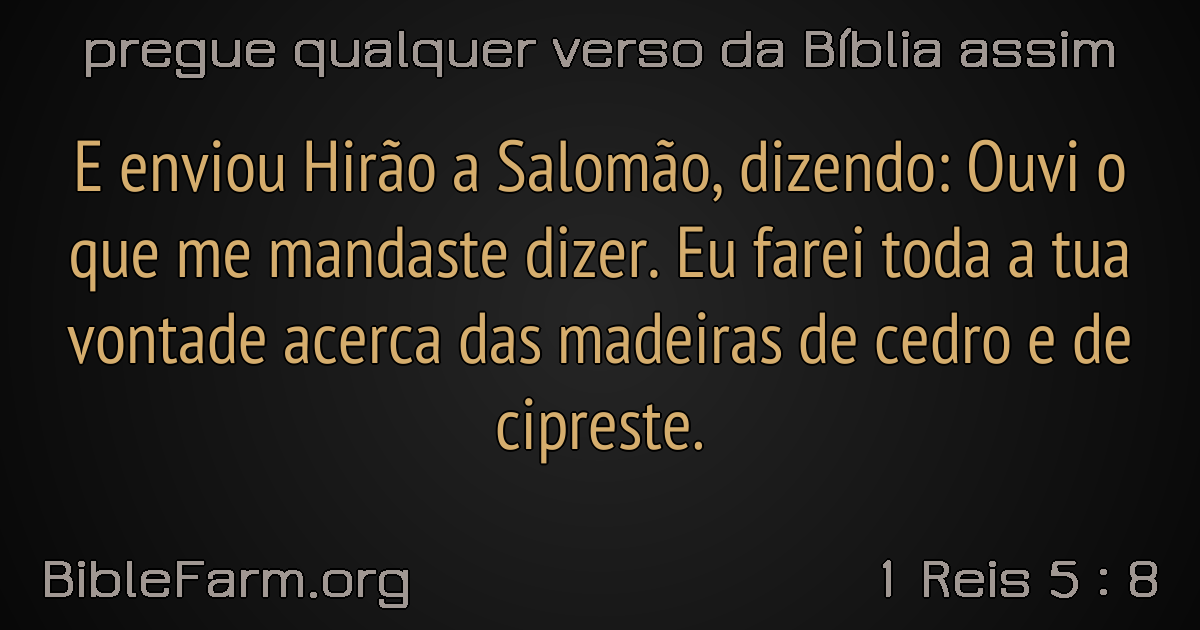 pregue qualquer verso da Bíblia assim
E enviou Hirão a Salomão, dizendo: Ouvi o
que me mandaste dizer. Eu farei toda a tua
vontade acerca das madeiras de cedro e de
cipreste.
BibleFarm.org
1 Reis 5 : 8